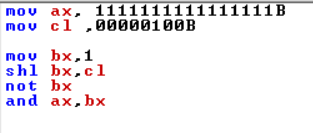 mov ax, 1111111111111111B
mov cl ,00000100B
mov bx,1
shl bx,cl
not bx
and ax,bx